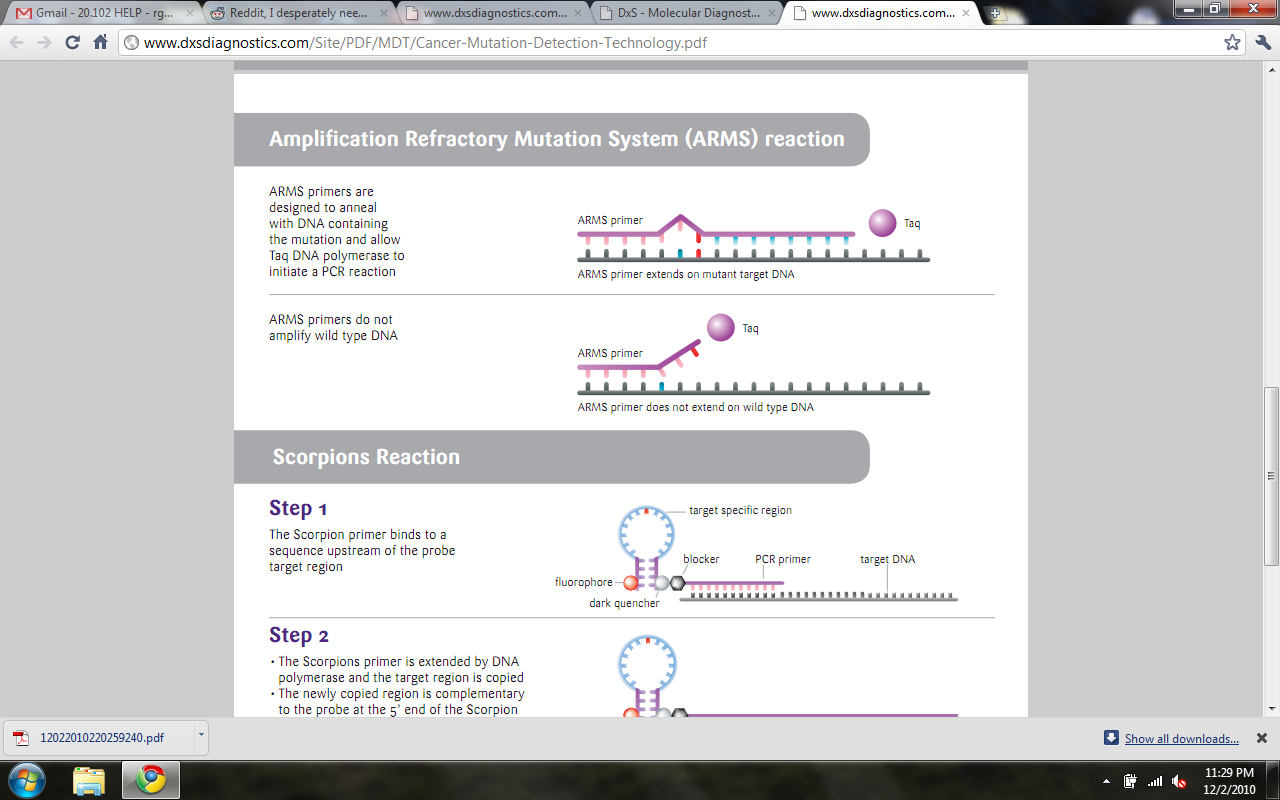 Gmail - 20.102 HELP - rg...
Reddit, I desperately nee...
www.dxsdiagnostics.com...
DxS - Molecular Diagnost...
www.dxsdiagnostics.com...
www.dxsdiagnostics.com/Site/PDF/MDT/Cancer-Mutation-Detection-Technology.pdf
Amplification Refractory Mutation System (ARMS) reaction
ARMS primers are
designed to anneal
with DNA containing
the mutation and allow
Taq DNA polymerase to
initiate a PCR reaction
ARMS primer
Taq
ARMS primer extends on mutant target DNA
ARMS primers do not
amplify wild type DNA
Taq
ARMS primer
ARMS primer does not extend on wild type DNA
Scorpions Reaction
Step 1
The Scorpion primer binds to a
sequence upstream of the probe
target region
target specific region
blocker
PCR primer
target DNA
fluorophore
dark quencher
Step 2
• The Scorpions primer is extended by DNA
polymerase and the target region is copied
• The newly copied region is complementary
to the probe at the 5' end of the Scorpion
12022010220259240.pdf
Show all downloads...
11:29 PM
12/2/2010